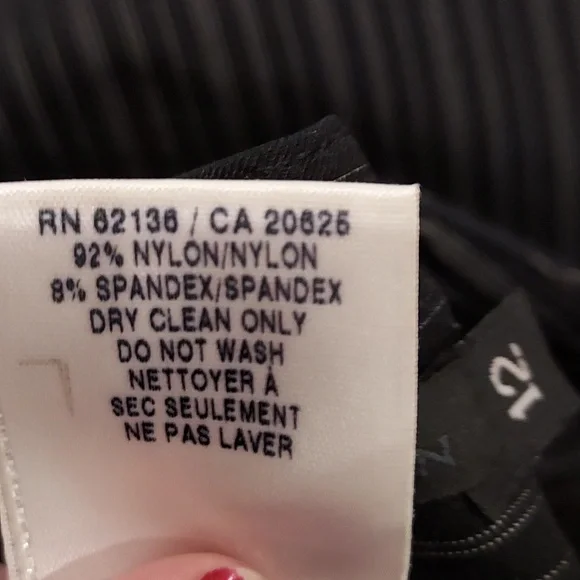 RN 62136 / CA 20625
92% NYLON/NYLON
8% SPANDEX/SPANDEX
DRY CLEAN ONLY
DO NOT WASH
NETTOYER À
SEC SEULEMENT
NE PAS LAVER
12